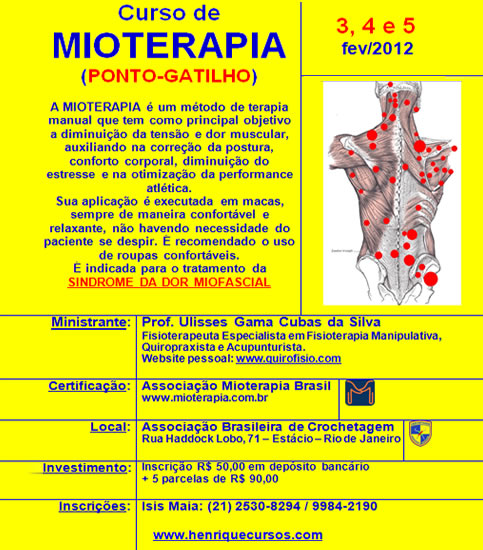 Curso de
MIOTERAPIA
(PONTO-GATILHO)
3, 4 e 5
fev/2012
A MIOTERAPIA é um método de terapia
manual que tem como principal objetivo
a diminuição da tensão e dor muscular,
auxiliando na correção da postura,
conforto corporal, diminuição do
estresse e na otimização da performance
atlética.
Sua aplicação é executada em macas,
sempre de maneira confortável e
relaxante, não havendo necessidade do
paciente se despir. É recomendado o uso
de roupas confortáveis.
É indicada para o tratamento da
SINDROME DA DOR MIOFASCIAL
Ministrante: Prof. Ulisses Gama Cubas da Silva
Fisioterapeuta Especialista em Fisioterapia Manipulativa,
Quiropraxista e Acupunturista.
Website pessoal: www.quirofisio.com
Certificação: Associação Mioterapia Brasil
www.mioterapia.com.br
Local: Associação Brasileira de Crochetagem
Rua Haddock Lobo, 71 – Estácio – Rio de Janeiro
Investimento: Inscrição R$ 50,00 em depósito bancário
+ 5 parcelas de R$ 90,00
Inscrições: Isis Maia: (21) 2530-8294 / 9984-2190
www.henriquecursos.com